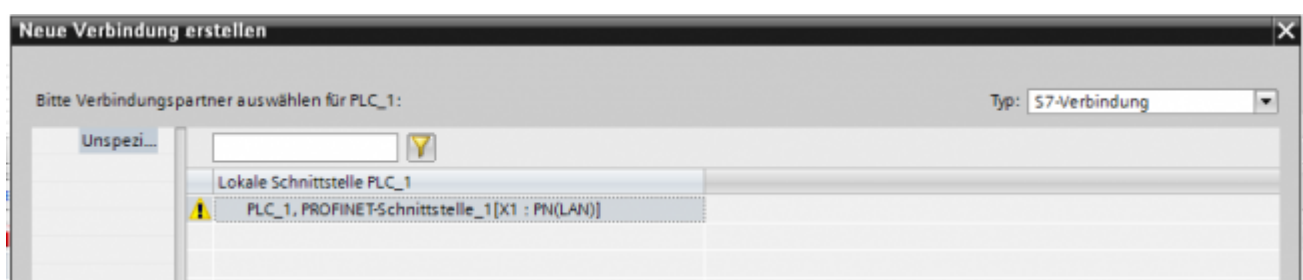 Neue Verbindung erstellen
Bitte Verbindungspartner auswählen für PLC_1: Typ: S7-Verbindung
Unspezi...
Lokale Schnittstelle PLC_1
PLC_1, PROFINET-Schnittstelle_1[X1 : PN(LAN)]